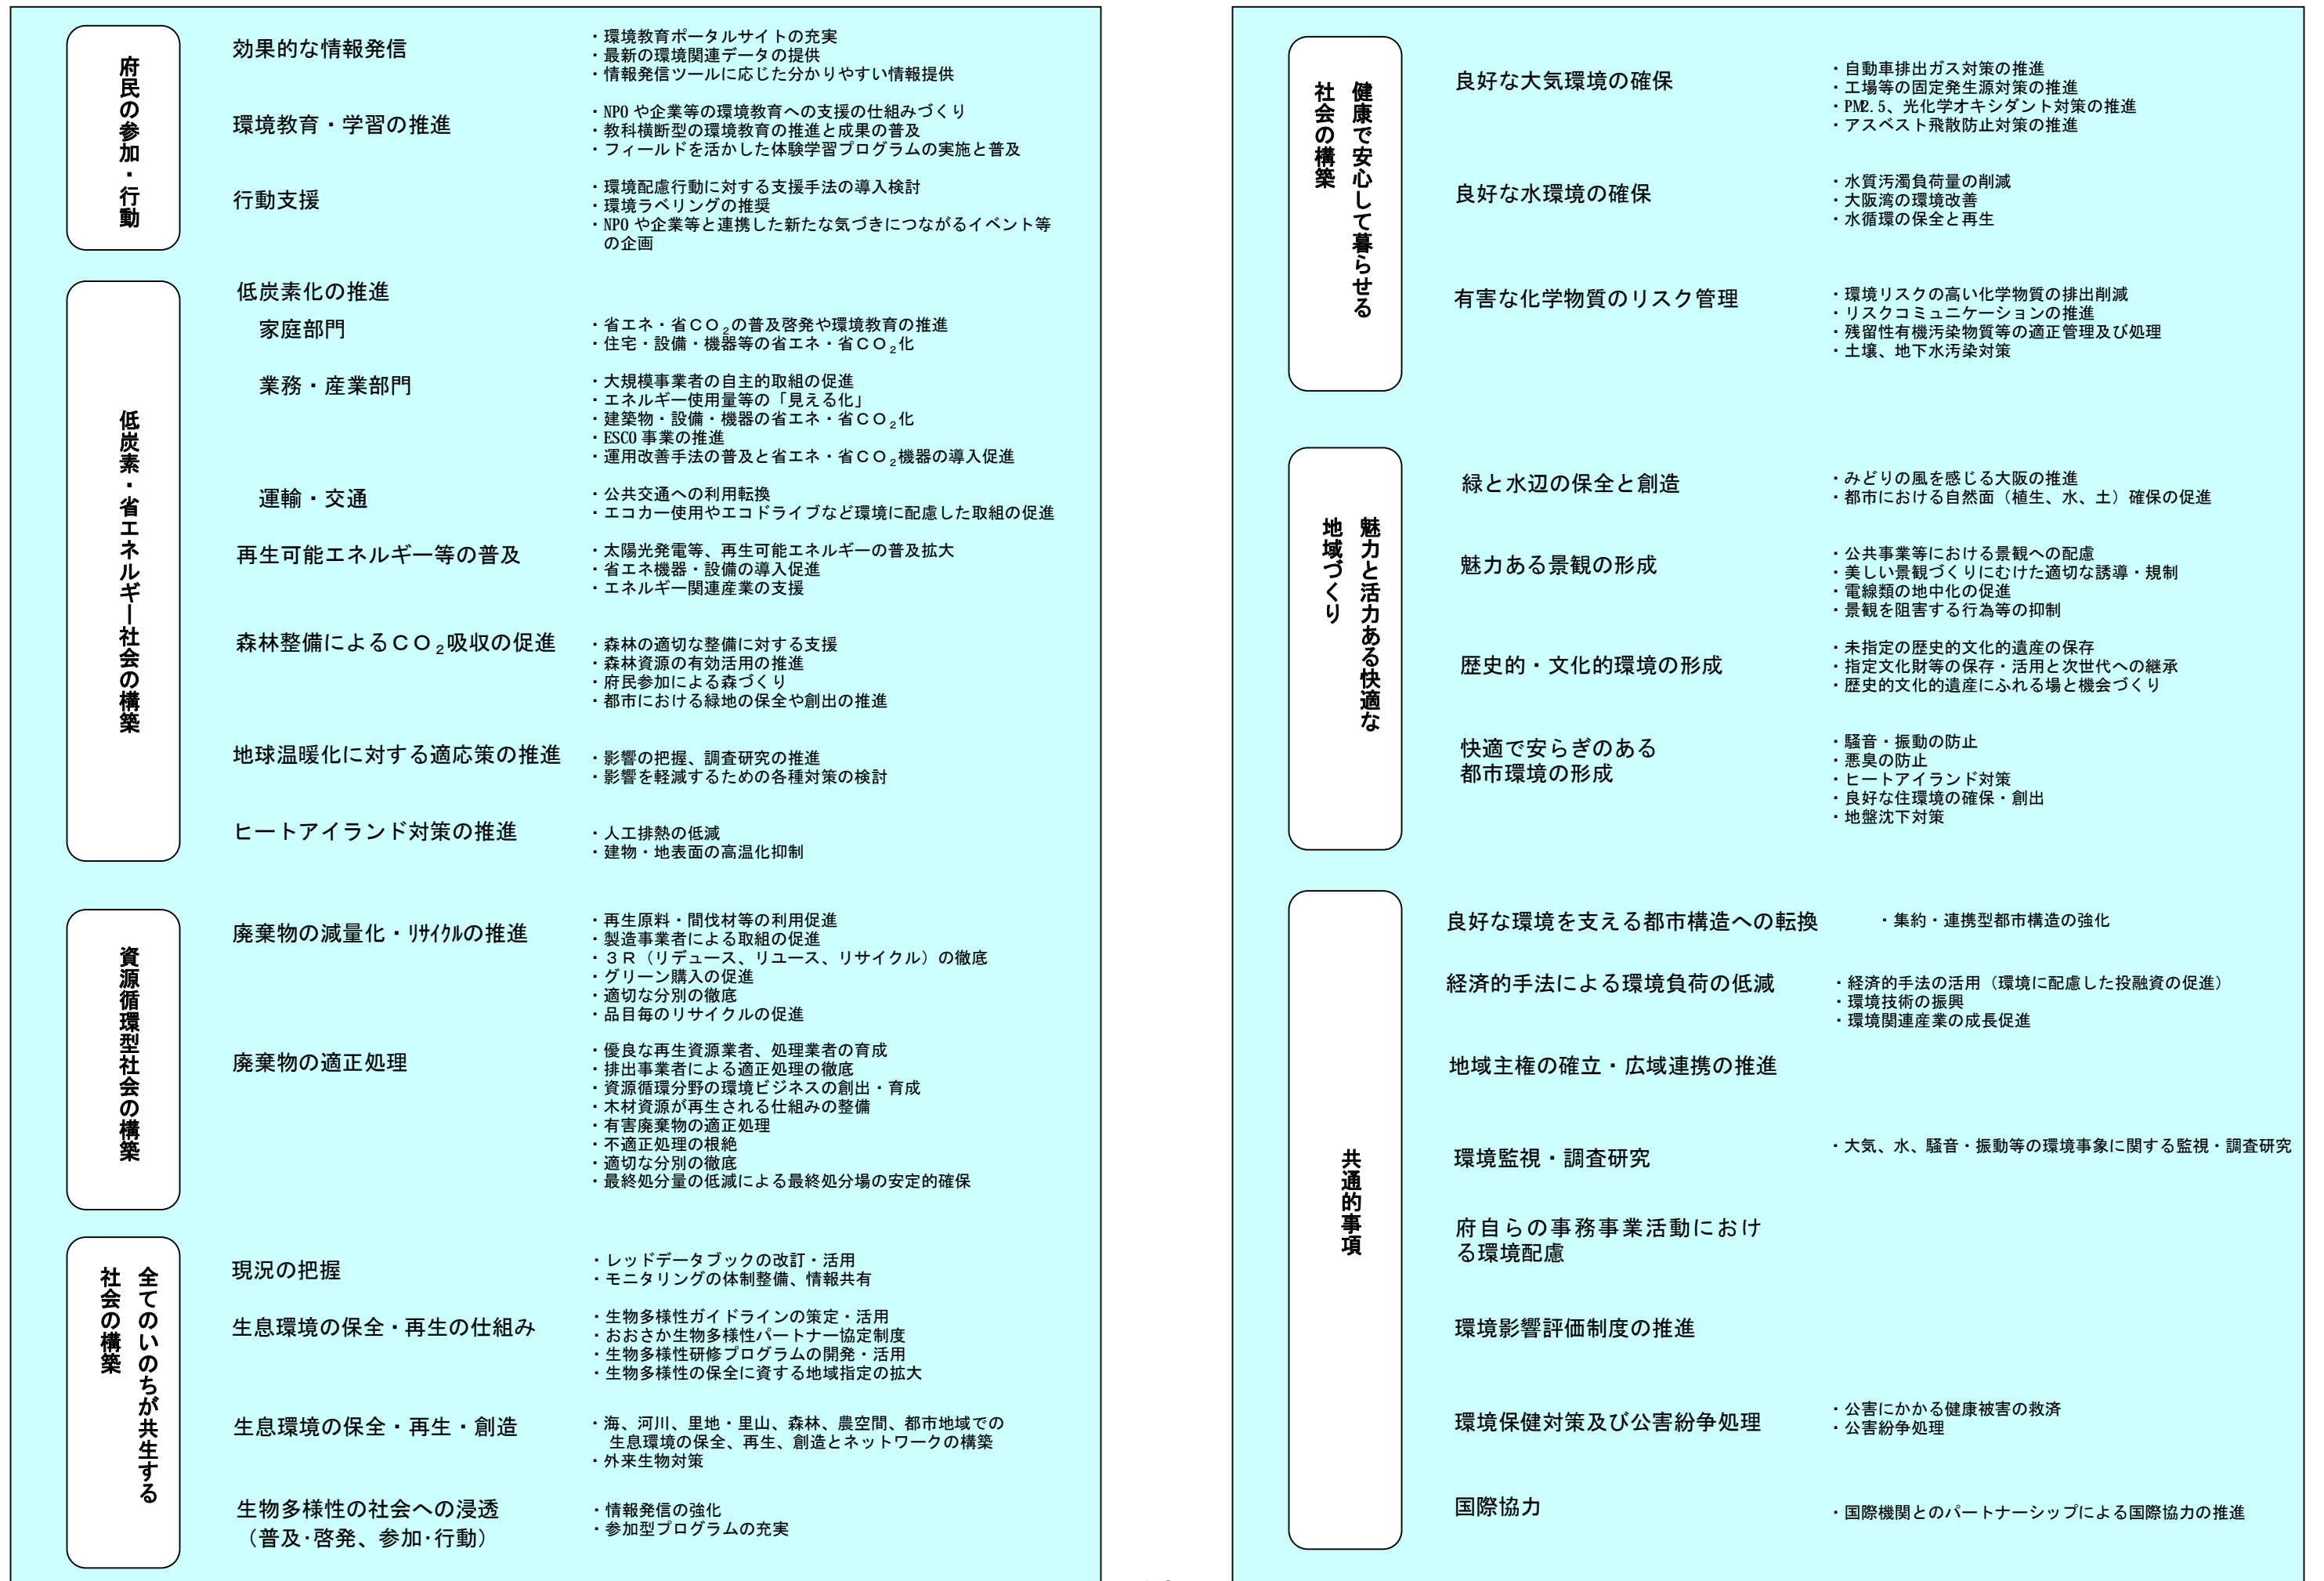 府民の参加・行動
効果的な情報発信
・環境教育ポータルサイトの充実
・最新の環境関連データの提供
・情報発信ツールに応じた分かりやすい情報提供
環境教育・学習の推進
・NPO や企業等の環境教育への支援の仕組みづくり
・教科横断型の環境教育の推進と成果の普及
・フィールドを活かした体験学習プログラムの実施と普及
行動支援
・環境配慮行動に対する支援手法の導入検討
・環境ラベリングの推奨
・NPO や企業等と連携した新たな気づきにつながるイベント等
の企画
低炭素・省エネルギー社会の構築
低炭素化の推進
家庭部門
・省エネ・省ＣＯ₂の普及啓発や環境教育の推進
・住宅・設備・機器等の省エネ・省ＣＯ₂化
業務・産業部門
・大規模事業者の自主的取組の促進
・エネルギー使用量等の「見える化」
・建築物・設備・機器の省エネ・省ＣＯ₂化
・ESCO 事業の推進
・運用改善手法の普及と省エネ・省ＣＯ₂機器の導入促進
運輸・交通
・公共交通への利用転換
・エコカー使用やエコドライブなど環境に配慮した取組の促進
再生可能エネルギー等の普及
・太陽光発電等、再生可能エネルギーの普及拡大
・省エネ機器・設備の導入促進
・エネルギー関連産業の支援
森林整備によるＣＯ₂吸収の促進
・森林の適切な整備に対する支援
・森林資源の有効活用の推進
・府民参加による森づくり
・都市における緑地の保全や創出の推進
地球温暖化に対する適応策の推進
・影響の把握、調査研究の推進
・影響を軽減するための各種対策の検討
ヒートアイランド対策の推進
・人工排熱の低減
・建物・地表面の高温化抑制
資源循環型社会の構築
廃棄物の減量化・ﾘｻｲｸﾙの推進
・再生原料・間伐材等の利用促進
・製造事業者による取組の促進
・３Ｒ（リデュース、リユース、リサイクル）の徹底
・グリーン購入の促進
・適切な分別の徹底
・品目毎のリサイクルの促進
廃棄物の適正処理
・優良な再生資源業者、処理業者の育成
・排出事業者による適正処理の徹底
・資源循環分野の環境ビジネスの創出・育成
・木材資源が再生される仕組みの整備
・有害廃棄物の適正処理
・不適正処理の根絶
・適切な分別の徹底
・最終処分量の低減による最終処分場の安定的確保
全てのいのちが共生する
社会の構築
現況の把握
・レッドデータブックの改訂・活用
・モニタリングの体制整備、情報共有
生息環境の保全・再生の仕組み
・生物多様性ガイドラインの策定・活用
・おおさか生物多様性パートナー協定制度
・生物多様性研修プログラムの開発・活用
・生物多様性の保全に資する地域指定の拡大
生息環境の保全・再生・創造
・海、河川、里地・里山、森林、農空間、都市地域での
生息環境の保全、再生、創造とネットワークの構築
・外来生物対策
生物多様性の社会への浸透
（普及・啓発、参加・行動）
・情報発信の強化
・参加型プログラムの充実
健康で安心して暮らせる
社会の構築
良好な大気環境の確保
・自動車排出ガス対策の推進
・工場等の固定発生源対策の推進
・PM2.5、光化学オキシダント対策の推進
・アスベスト飛散防止対策の推進
良好な水環境の確保
・水質汚濁負荷量の削減
・大阪湾の環境改善
・水循環の保全と再生
有害な化学物質のリスク管理
・環境リスクの高い化学物質の排出削減
・リスクコミュニケーションの推進
・残留性有機汚染物質等の適正管理及び処理
・土壌、地下水汚染対策
魅力と活力ある快適な
地域づくり
緑と水辺の保全と創造
・みどりの風を感じる大阪の推進
・都市における自然面（植生、水、土）確保の促進
魅力ある景観の形成
・公共事業等における景観への配慮
・美しい景観づくりにむけた適切な誘導・規制
・電線類の地中化の促進
・景観を阻害する行為等の抑制
歴史的・文化的環境の形成
・未指定の歴史的文化的遺産の保存
・指定文化財等の保存・活用と次世代への継承
・歴史的文化的遺産にふれる場と機会づくり
快適で安らぎのある
都市環境の形成
・騒音・振動の防止
・悪臭の防止
・ヒートアイランド対策
・良好な住環境の確保・創出
・地盤沈下対策
共通的事項
良好な環境を支える都市構造への転換
・集約・連携型都市構造の強化
経済的手法による環境負荷の低減
・経済的手法の活用（環境に配慮した投融資の促進）
・環境技術の振興
・環境関連産業の成長促進
地域主権の確立・広域連携の推進
環境監視・調査研究
・大気、水、騒音・振動等の環境事象に関する監視・調査研究
府自らの事務事業活動におけ
る環境配慮
環境影響評価制度の推進
環境保健対策及び公害紛争処理
・公害にかかる健康被害の救済
・公害紛争処理
国際協力
・国際機関とのパートナーシップによる国際協力の推進